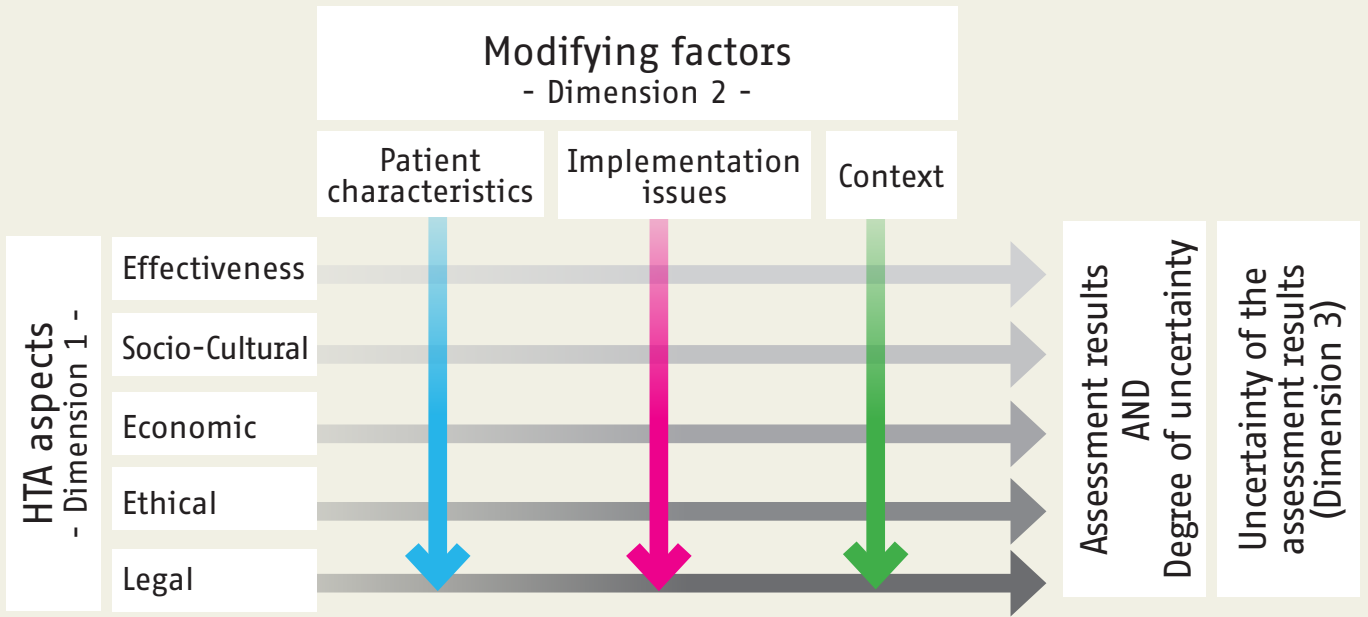 Modifying factors
- Dimension 2 -
Patient
characteristics
Implementation
issues
Context
HTA aspects
- Dimension 1 -
Effectiveness
Socio-Cultural
Economic
Ethical
Legal
Assessment results
AND
Degree of uncertainty
Uncertainty of the
assessment results
(Dimension 3)